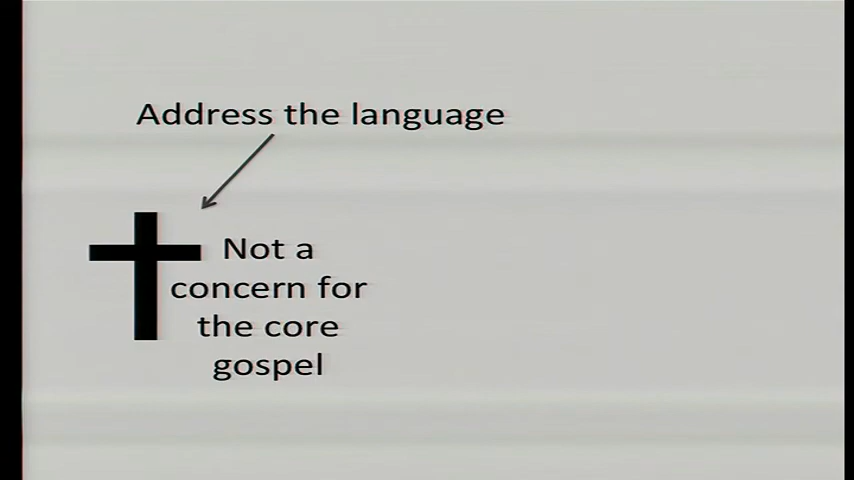 Address the language
Not a
concern for
the core
gospel